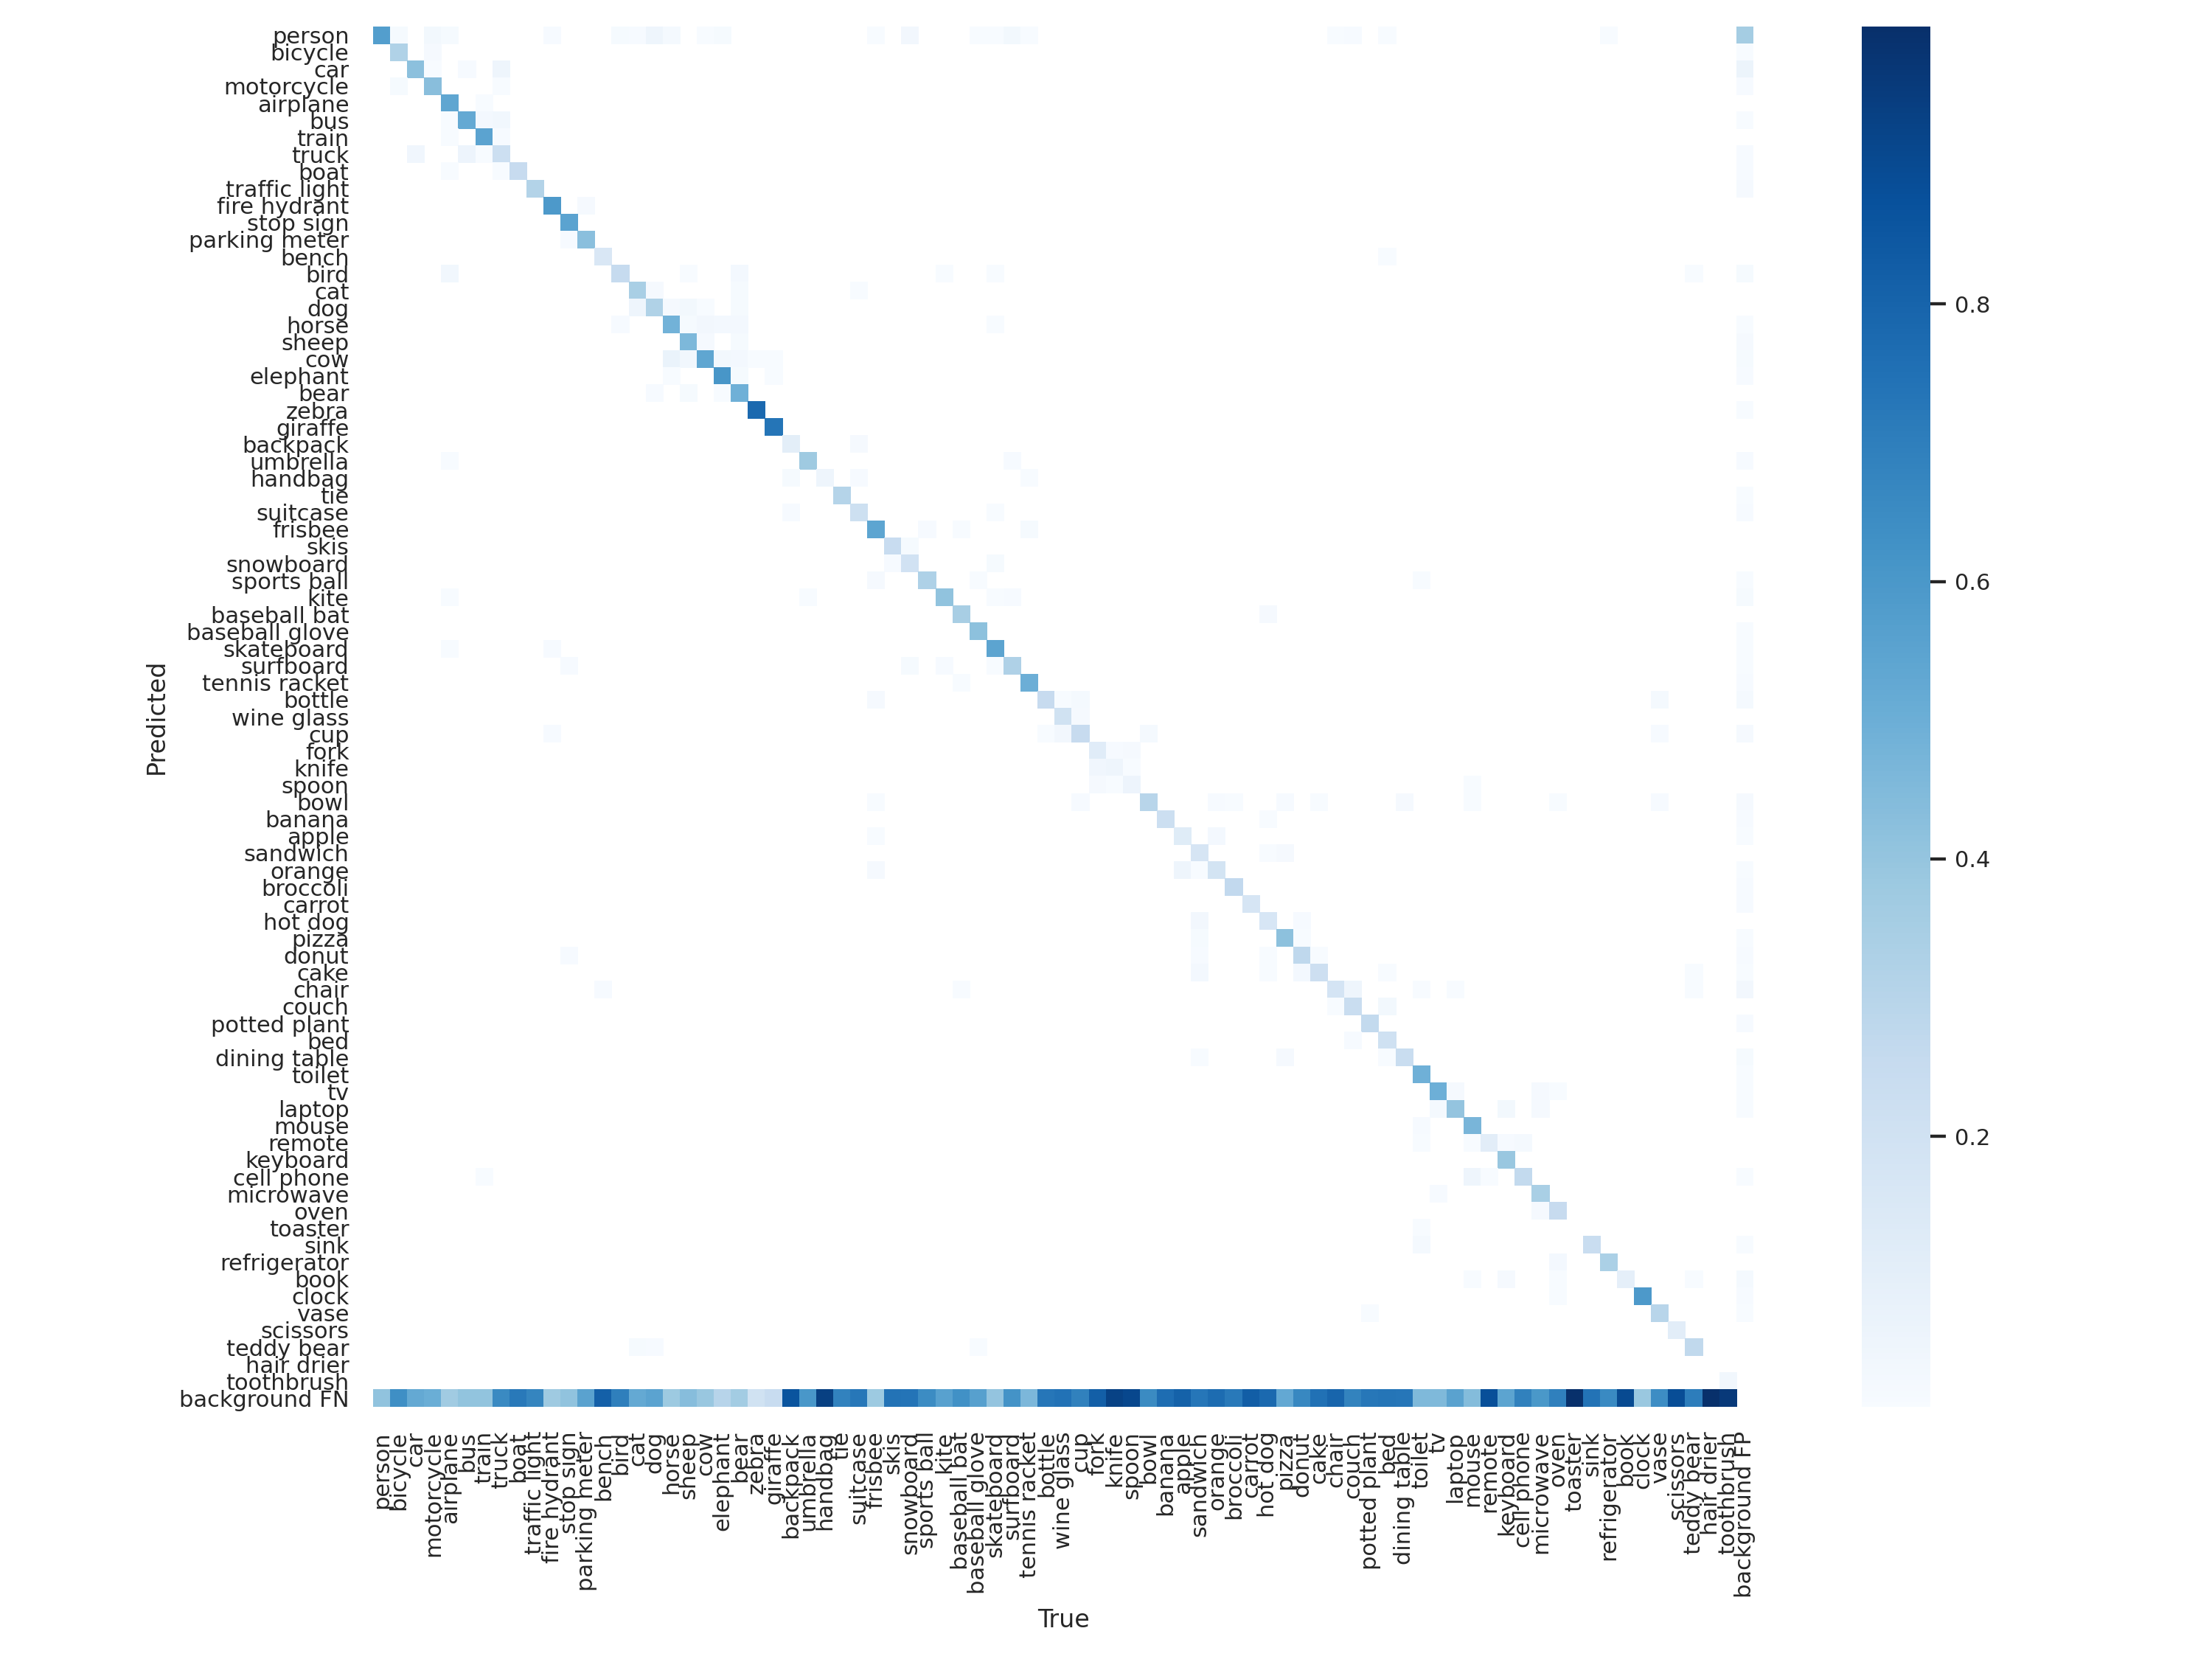 person
bicycle
car
motorcycle
airplane
bus
train
truck
boat
traffic light
fire hydrant
stop sign
parking meter
bench
bird
cat
dog
horse
sheep
cow
elephant
bear
zebra
giraffe
backpack
umbrella
handbag
tie
suitcase
frisbee
skis
snowboard
sports ball
kite
baseball bat
baseball glove
skateboard
surfboard
tennis racket
bottle
wine glass
cup
fork
knife
spoon
bowl
banana
apple
sandwich
orange
broccoli
carrot
hot dog
pizza
donut
cake
chair
couch
potted plant
bed
dining table
toilet
tv
laptop
mouse
remote
keyboard
cell phone
microwave
oven
toaster
sink
refrigerator
book
clock
vase
scissors
teddy bear
hair drier
toothbrush
background FN
Predicted
person
bicycle
car
motorcycle
airplane
bus
train
truck
boat
traffic light
fire hydrant
stop sign
parking meter
bench
bird
cat
dog
horse
sheep
cow
elephant
bear
zebra
giraffe
backpack
umbrella
handbag
tie
suitcase
frisbee
skis
snowboard
sports ball
kite
baseball bat
baseball glove
skateboard
surfboard
tennis racket
bottle
wine glass
cup
fork
knife
spoon
bowl
banana
apple
sandwich
orange
broccoli
carrot
hot dog
pizza
donut
cake
chair
couch
potted plant
bed
dining table
toilet
tv
laptop
mouse
remote
keyboard
cell phone
microwave
oven
toaster
sink
refrigerator
book
clock
vase
scissors
teddy bear
hair drier
toothbrush
background FP
True
0.8
0.6
0.4
0.2